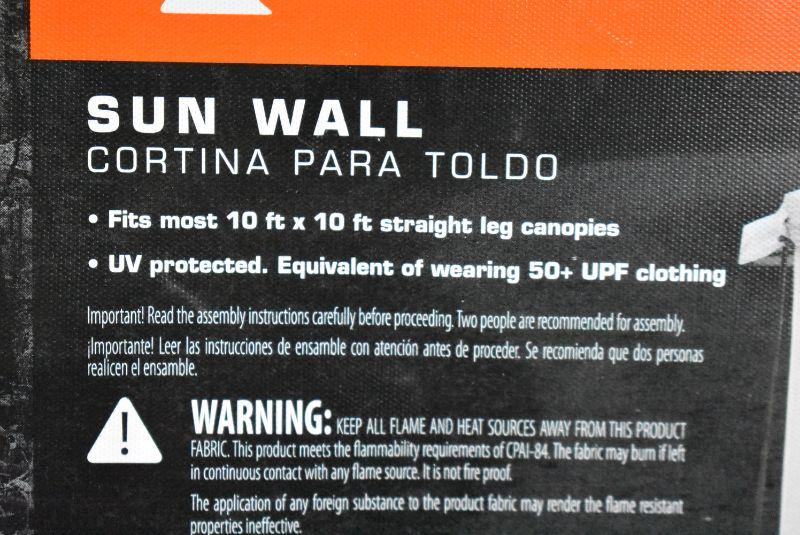 SUN WALL
CORTINA PARA TOLDO
• Fits most 10 ft x 10 ft straight leg canopies
• UV protected. Equivalent of wearing 50+ UPF clothing
Important! Read the assembly instructions carefully before proceeding. Two people are recommended for assembly.
¡Importante! Leer las instrucciones de ensamble con atención antes de proceder. Se recomienda que dos personas
realicen el ensamble.
WARNING: KEEP ALL FLAME AND HEAT SOURCES AWAY FROM THIS PRODUCT
FABRIC. This product meets the flammability requirements of CPAI-84. The fabric may burn if left
in continuous contact with any flame source. It is not fire proof.
The application of any foreign substance to the product fabric may render the flame resistant
properties ineffective.